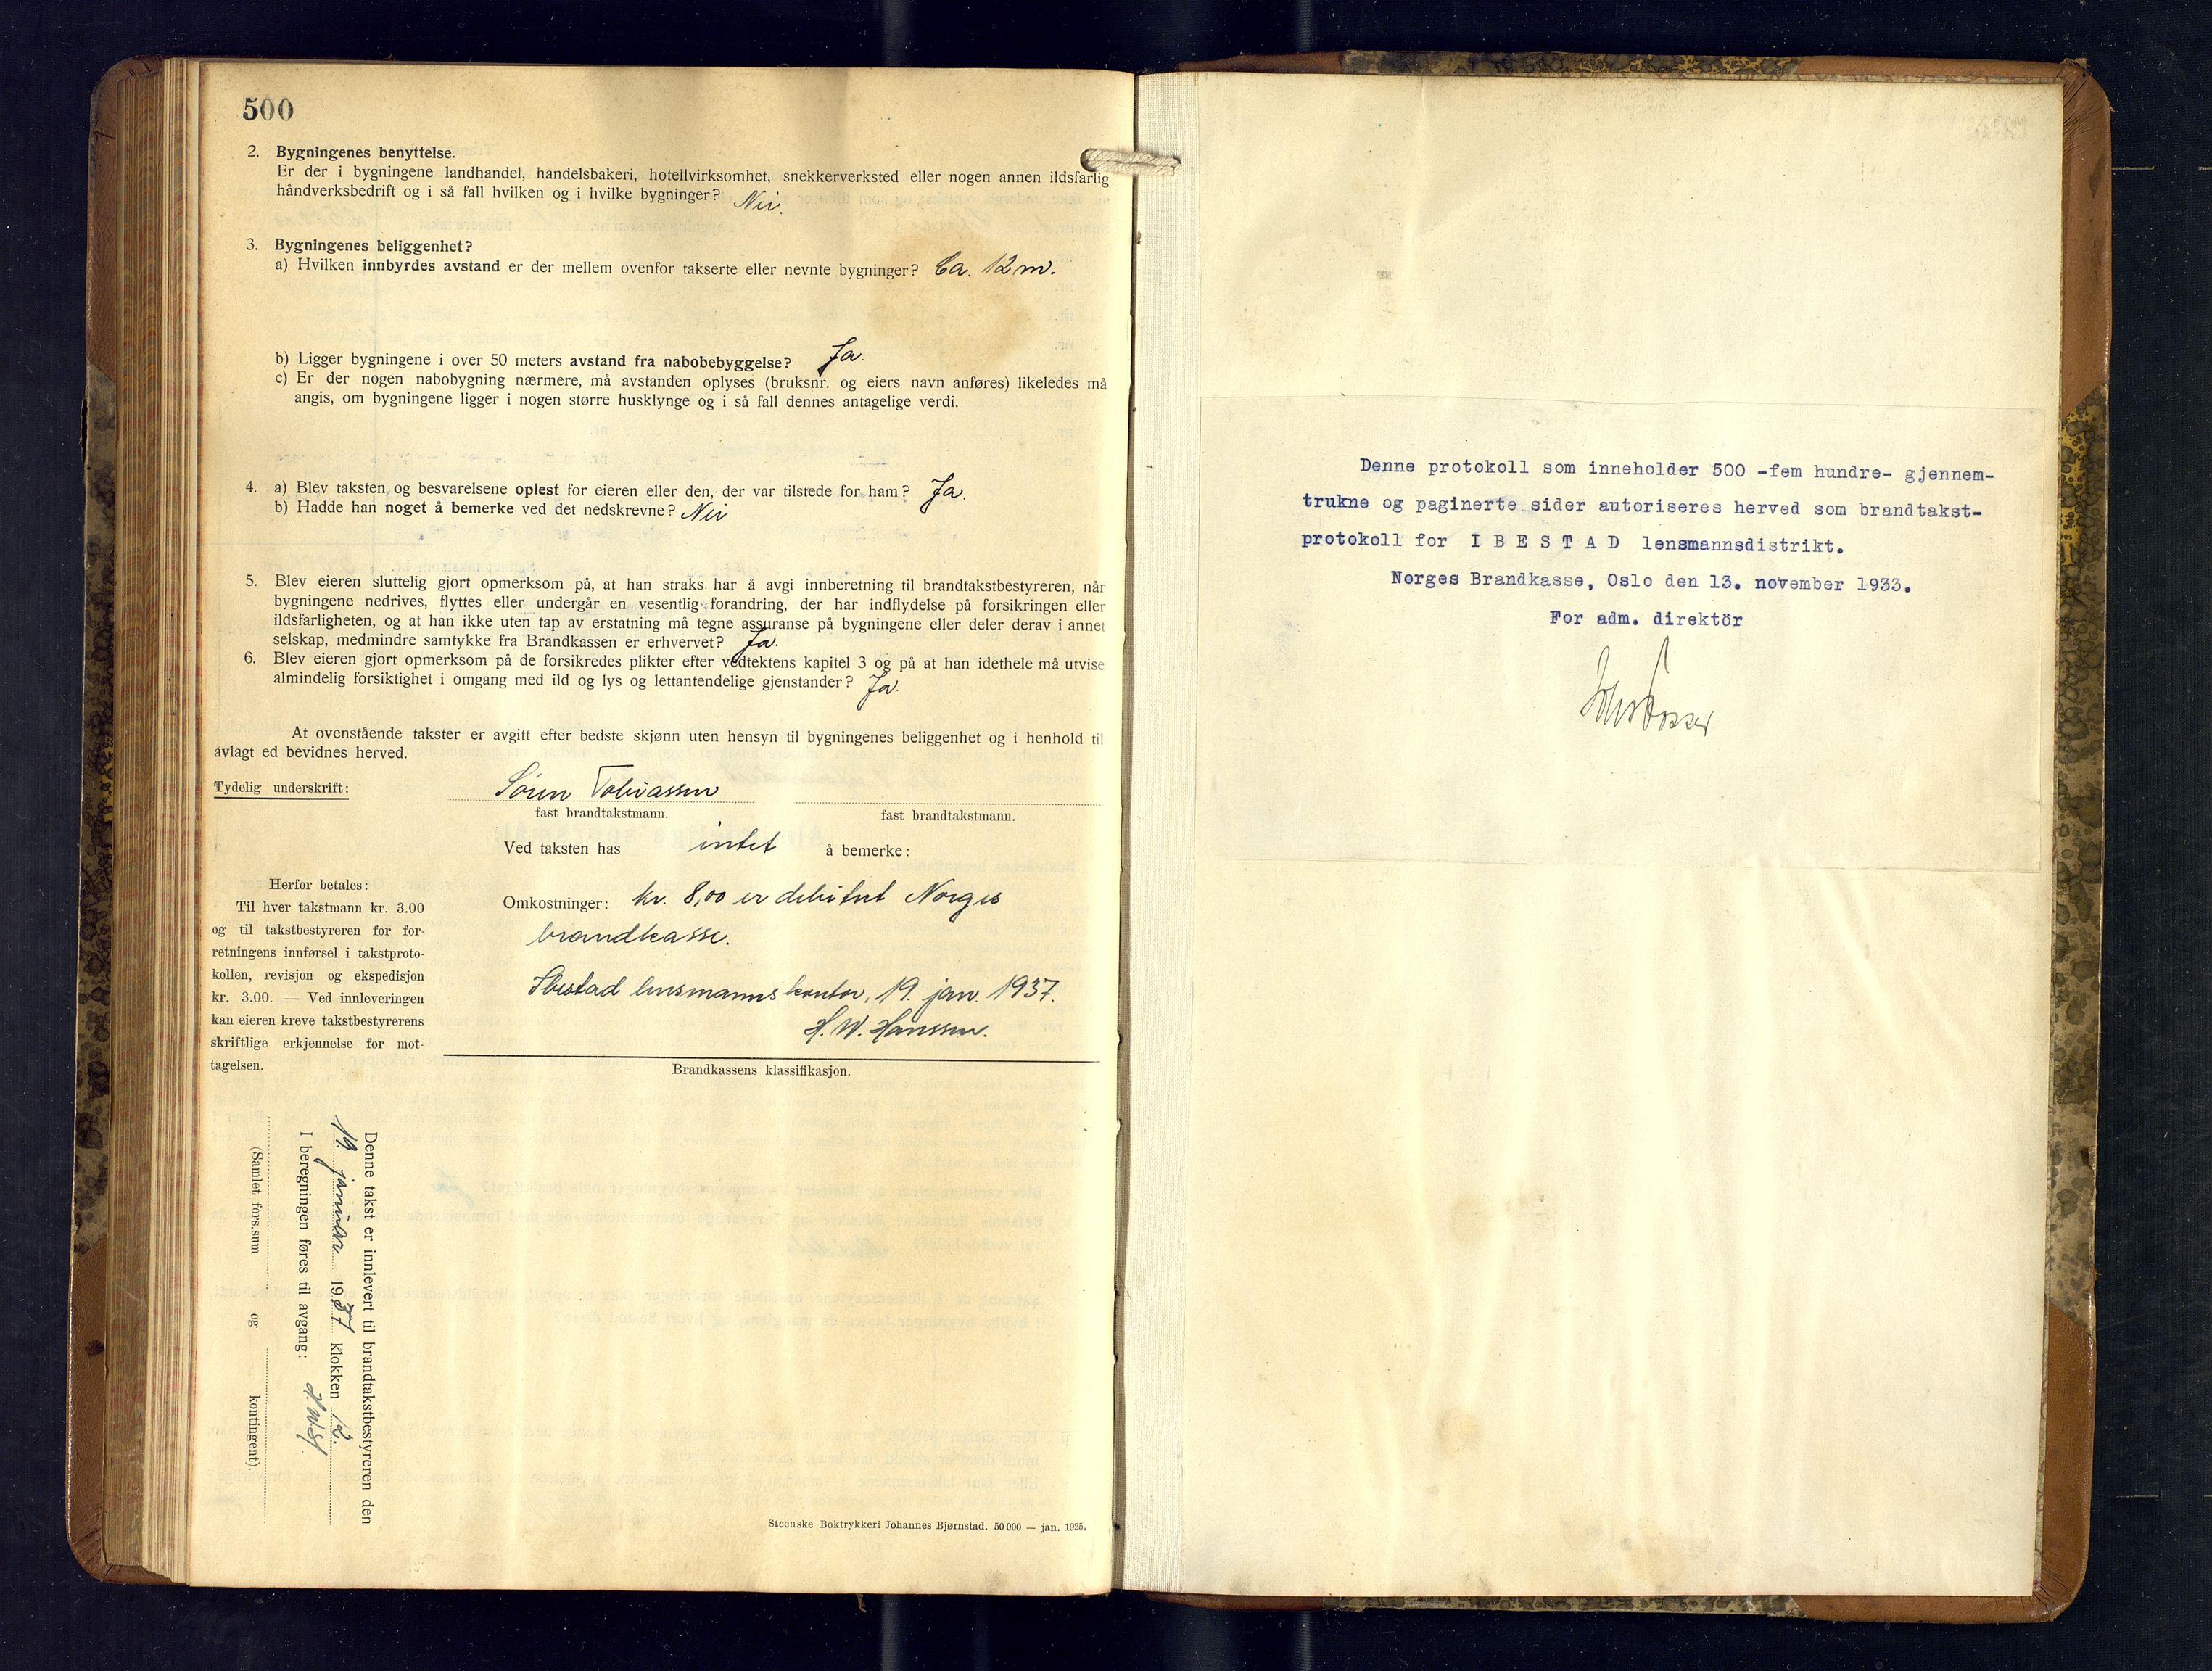 500
2. Bygningenes benyttelse.
Er der i bygningene landhandel, handelsbakeri, hotellvirksomhet, snekkerverksted eller nogen annen ildsfarlig
håndverksbedrift og i så fall hvilken og i hvilke bygninger? Nei.
3. Bygningenes beliggenhet?
a) Hvilken innbyrdes avstand er der mellem ovenfor takserte eller nevnte bygninger? Ca. 12 m.
b) Ligger bygningene i over 50 meters avstand fra nabobebyggelse? Ja.
c) Er der nogen nabobygning nærmere, må avstanden oplyses (bruksnr. og eiers navn anføres) likeledes må
angis, om bygningene ligger i nogen større husklynge og i så fall dennes antagelige verdi.
4. a) Blev taksten og besvarelsene oplest for eieren eller den, der var tilstede for ham? Ja.
b) Hadde han noget å bemerke ved det nedskrevne? Nei
5. Blev eieren sluttelig gjort opmerksom på, at han straks har å avgi innberetning til brandtakstbestyreren, når
bygningene nedrives, flyttes eller undergår en vesentlig forandring, der har indflydelse på forsikringen eller
ildsfarligheten, og at han ikke uten tap av erstatning må tegne assuranse på bygningene eller deler derav i annet
selskap, medmindre samtykke fra Brandkassen er erhvervet? Ja.
6. Blev eieren gjort opmerksom på de forsikredes plikter efter vedtektens kapitel 3 og på at han idethele må utvise
almindelig forsiktighet i omgang med ild og lys og lettantendelige gjenstander? Ja.
At ovenstående takster er avgitt efter bedste skjønn uten hensyn til bygningenes beliggenhet og i henhold til
avlagt ed bevidnes herved.
Tydelig underskrift: Søren Tobiassen
fast brandtakstmann. fast brandtakstmann.
Ved taksten has intet å bemerke:
Herfor betales:
Til hver takstmann kr. 3.00
og til takstbestyreren for for-
retningens innførsel i takstproto-
kollen, revisjon og ekspedisjon
kr. 3.00. — Ved innleveringen
kan eieren kreve takstbestyrerens
skriftlige erkjennelse for mot-
tagelsen.
Omkostninger: kr. 8,00 er debitert Norges
brandkasse.
Ibestad lensmannskontor, 19. jan. 1937.
H. W. Hanssen.
Brandkassens klassifikasjon.
Denne takst er innlevert til brandtakstbestyreren den
19. januar 1937 klokken 12.
I beregningen føres til avgang:
(Samlet fors.sum og kontingent).
Steenske Boktrykkeri Johannes Bjørnstad. 50 000 — jan. 1925.
Denne protokoll som inneholder 500 -fem hundre- gjennem-
trukne og paginerte sider autoriseres herved som brandtakst-
protokoll for I B E S T A D lensmannsdistrikt.
Norges Brandkasse, Oslo den 13. november 1933.
For adm. direktör